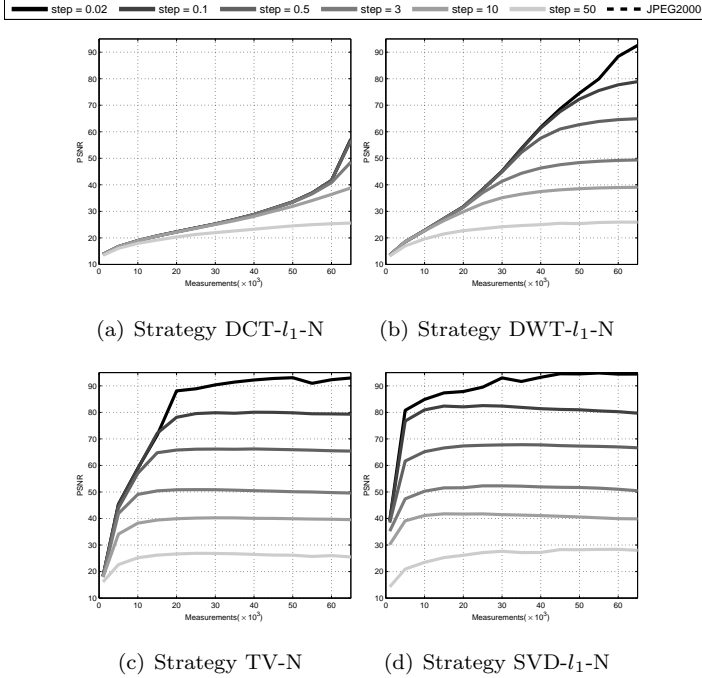 step = 0.02 step = 0.1 step = 0.5 step = 3 step = 10 step = 50 JPEG2000
90
80
70
60
50
40
30
20
10
PSNR
0 10 20 30 40 50 60
Measurements(×10³)
(a) Strategy DCT-l₁-N
90
80
70
60
50
40
30
20
10
PSNR
0 10 20 30 40 50 60
Measurements(×10³)
(b) Strategy DWT-l₁-N
90
80
70
60
50
40
30
20
10
PSNR
0 10 20 30 40 50 60
Measurements(×10³)
(c) Strategy TV-N
90
80
70
60
50
40
30
20
10
PSNR
0 10 20 30 40 50 60
Measurements(×10³)
(d) Strategy SVD-l₁-N